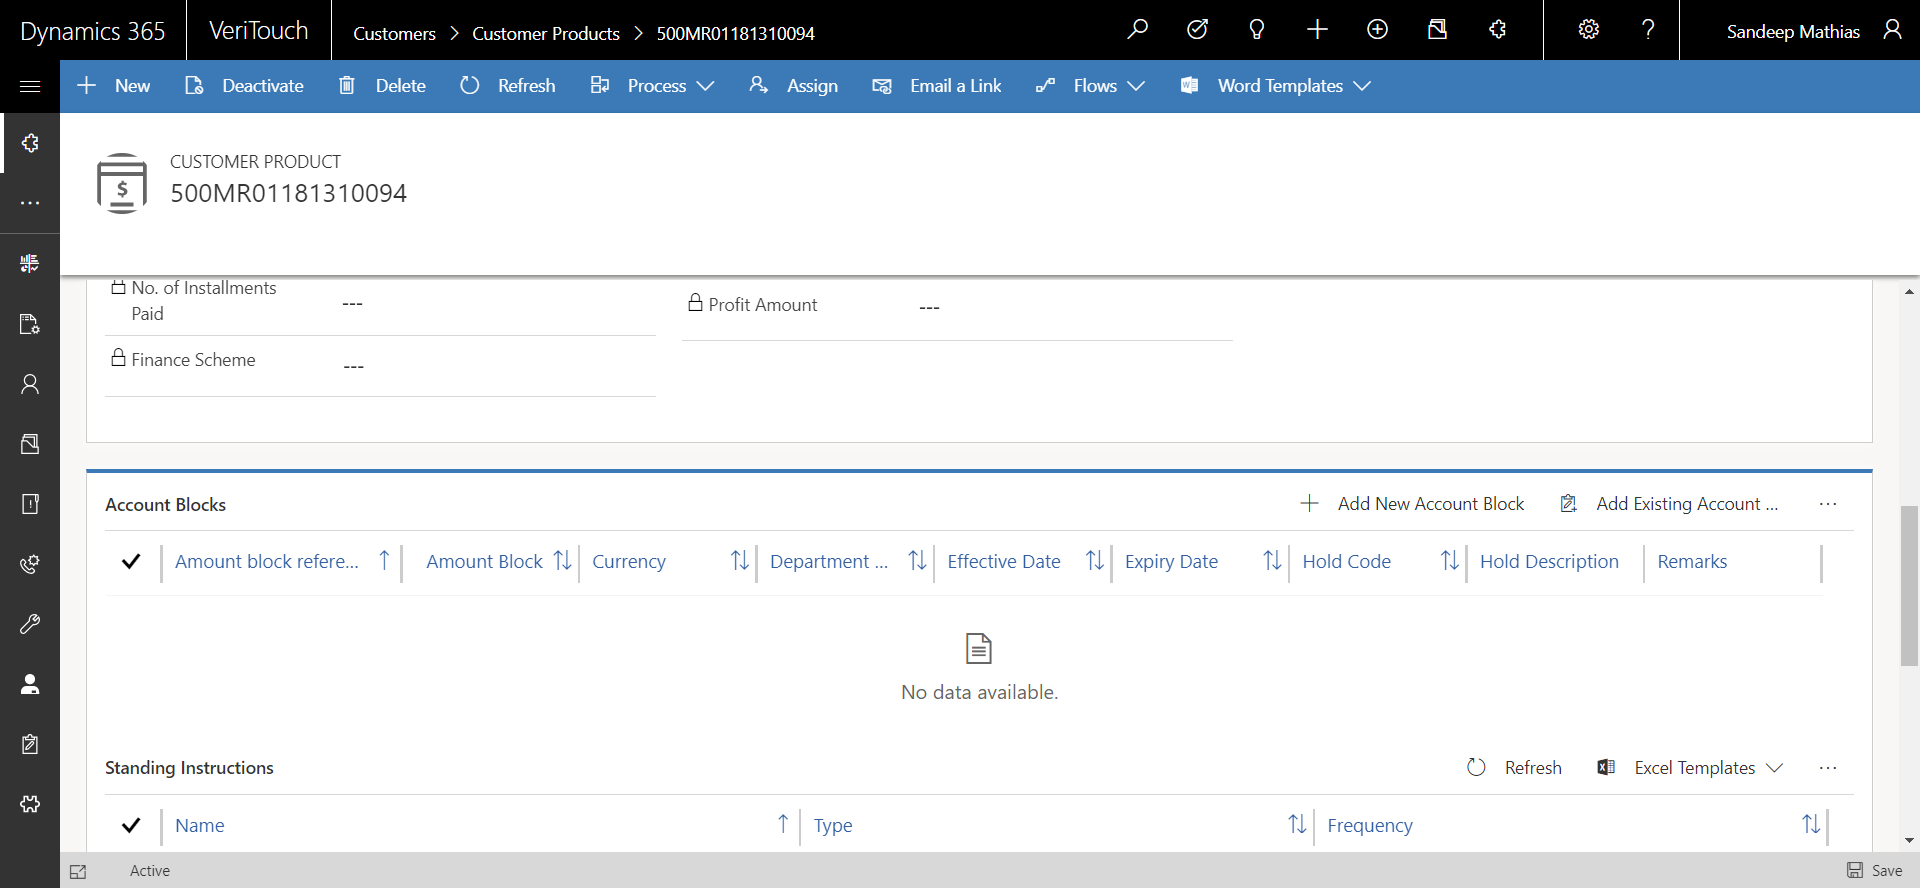 Dynamics 365
VeriTouch
Customers > Customer Products > 500MR01181310094
Sandeep Mathias
New
Deactivate
Delete
Refresh
Process
Assign
Email a Link
Flows
Word Templates
CUSTOMER PRODUCT
500MR01181310094
No. of Installments
Paid
---
Profit Amount
---
Finance Scheme
---
Account Blocks
Add New Account Block
Add Existing Account ...
Amount block refere...
Amount Block
Currency
Department ...
Effective Date
Expiry Date
Hold Code
Hold Description
Remarks
No data available.
Standing Instructions
Refresh
Excel Templates
Name
Type
Frequency
Active
Save